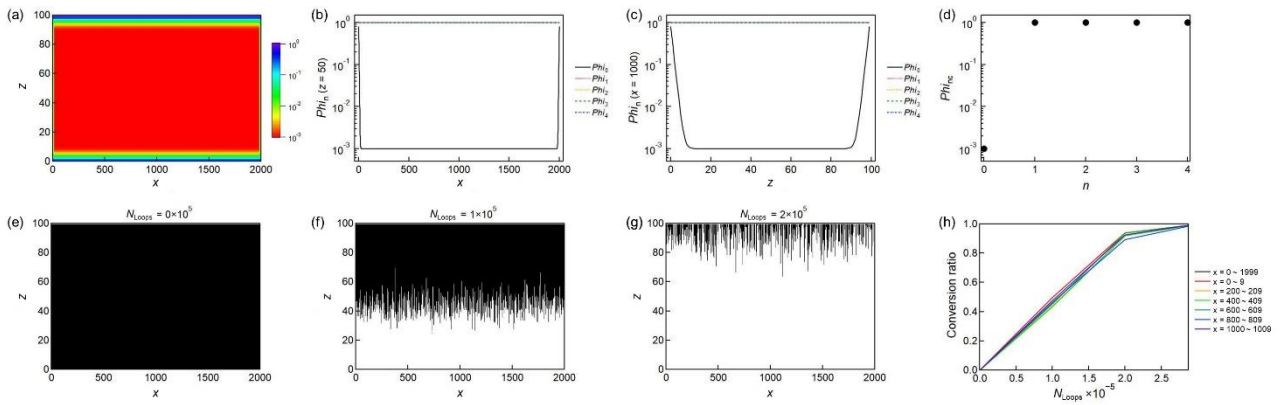 (a)
100
80
60
40
20
0
z
0 1000 2000
x
10^0
10^-1
10^-2
10^-3
(b)
10^0
10^-1
10^-2
10^-3
Phi_n (z = 50)
0 500 1000 1500 2000
x
Phi_0
Phi_1
Phi_2
Phi_3
Phi_4
(c)
10^0
10^-1
10^-2
10^-3
Phi_n (x = 1000)
0 20 40 60 80 100
z
Phi_0
Phi_1
Phi_2
Phi_3
Phi_4
(d)
10^0
10^-1
10^-2
10^-3
Phi_nc
0 1 2 3 4
n
(e)
N_Loops = 0×10^5
100
80
60
40
20
0
z
0 500 1000 1500 2000
x
(f)
N_Loops = 1×10^5
100
80
60
40
20
0
z
0 500 1000 1500 2000
x
(g)
N_Loops = 2×10^5
100
80
60
40
20
0
z
0 500 1000 1500 2000
x
(h)
1.0
0.8
0.6
0.4
0.2
0.0
Conversion ratio
0.0 0.5 1.0 2.0 2.5
N_Loops ×10^-5
x = 0 ~ 1999
x = 0 ~ 9
x = 200 ~ 209
x = 400 ~ 409
x = 600 ~ 609
x = 800 ~ 809
x = 1000 ~ 1009